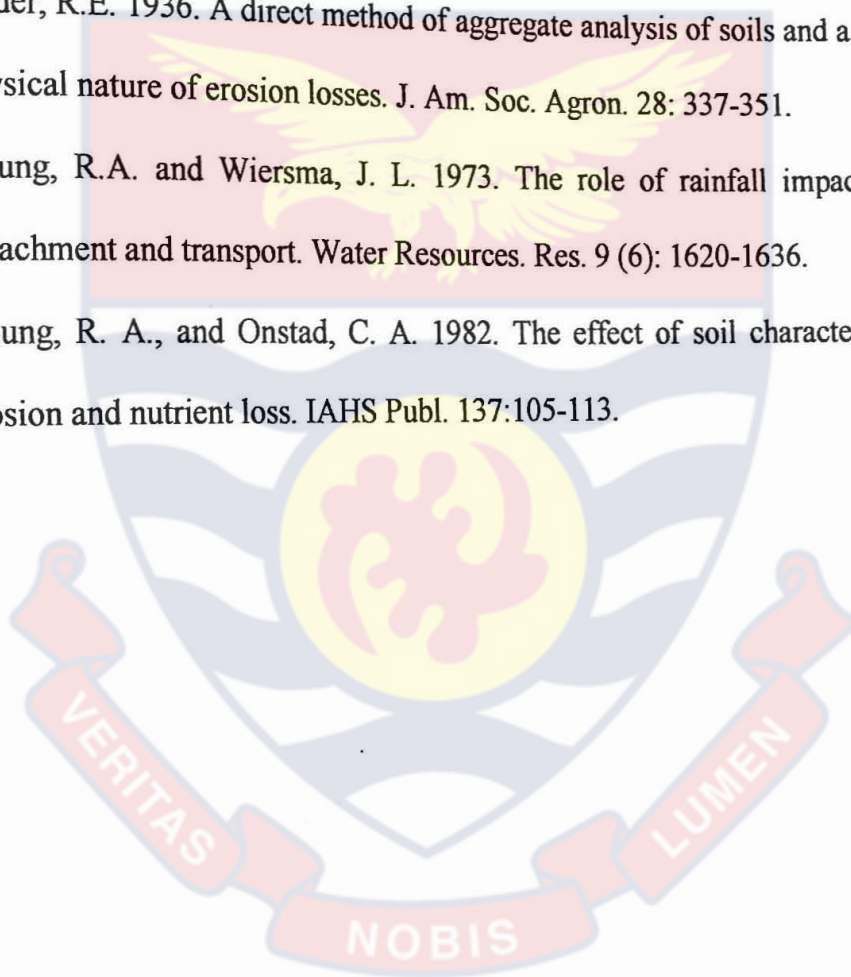 der, R.E. 1936. A direct method of aggregate analysis of soils and a
ysical nature of erosion losses. J. Am. Soc. Agron. 28: 337-351.
ung, R.A. and Wiersma, J. L. 1973. The role of rainfall impac
achment and transport. Water Resources. Res. 9 (6): 1620-1636.
ung, R. A., and Onstad, C. A. 1982. The effect of soil characte
osion and nutrient loss. IAHS Publ. 137:105-113.
VERITAS
NOBIS
LUMEN